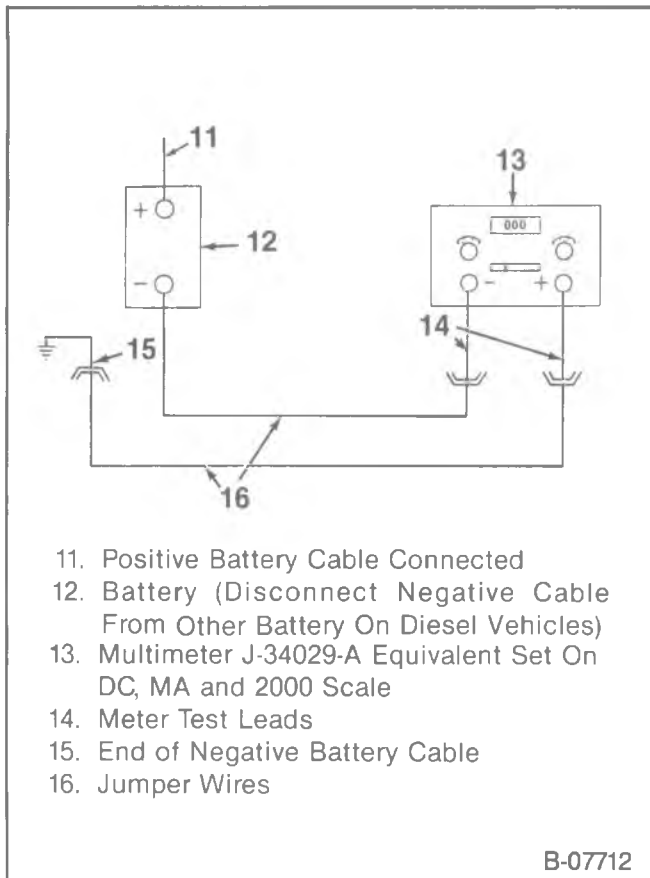 11
13
+
12
000
-
- +
15
14
16
11. Positive Battery Cable Connected
12. Battery (Disconnect Negative Cable
From Other Battery On Diesel Vehicles)
13. Multimeter J-34029-A Equivalent Set On
DC, MA and 2000 Scale
14. Meter Test Leads
15. End of Negative Battery Cable
16. Jumper Wires
B-07712